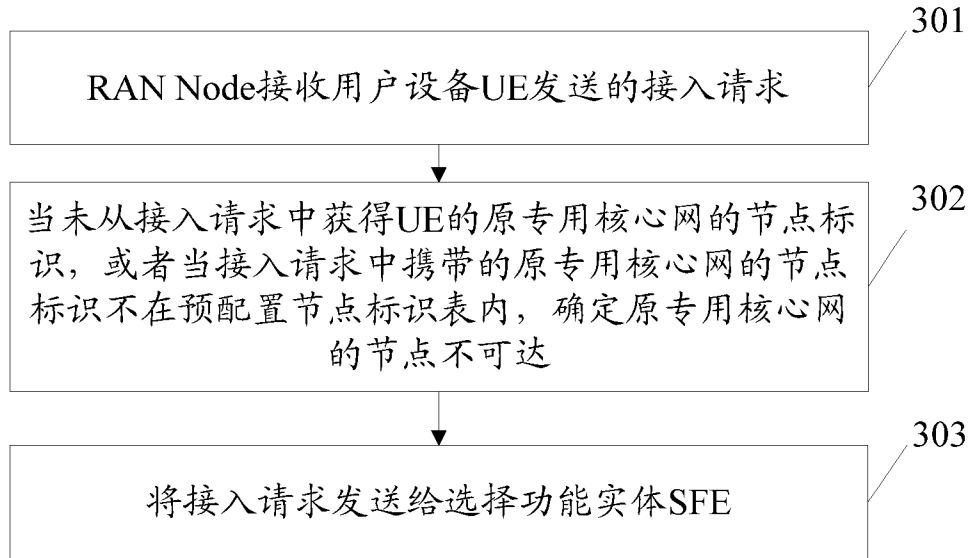 301
RAN Node接收用户设备UE发送的接入请求
302
当未从接入请求中获得UE的原专用核心网的节点标
识，或者当接入请求中携带的原专用核心网的节点
标识不在预配置节点标识表内，确定原专用核心网
的节点不可达
303
将接入请求发送给选择功能实体SFE